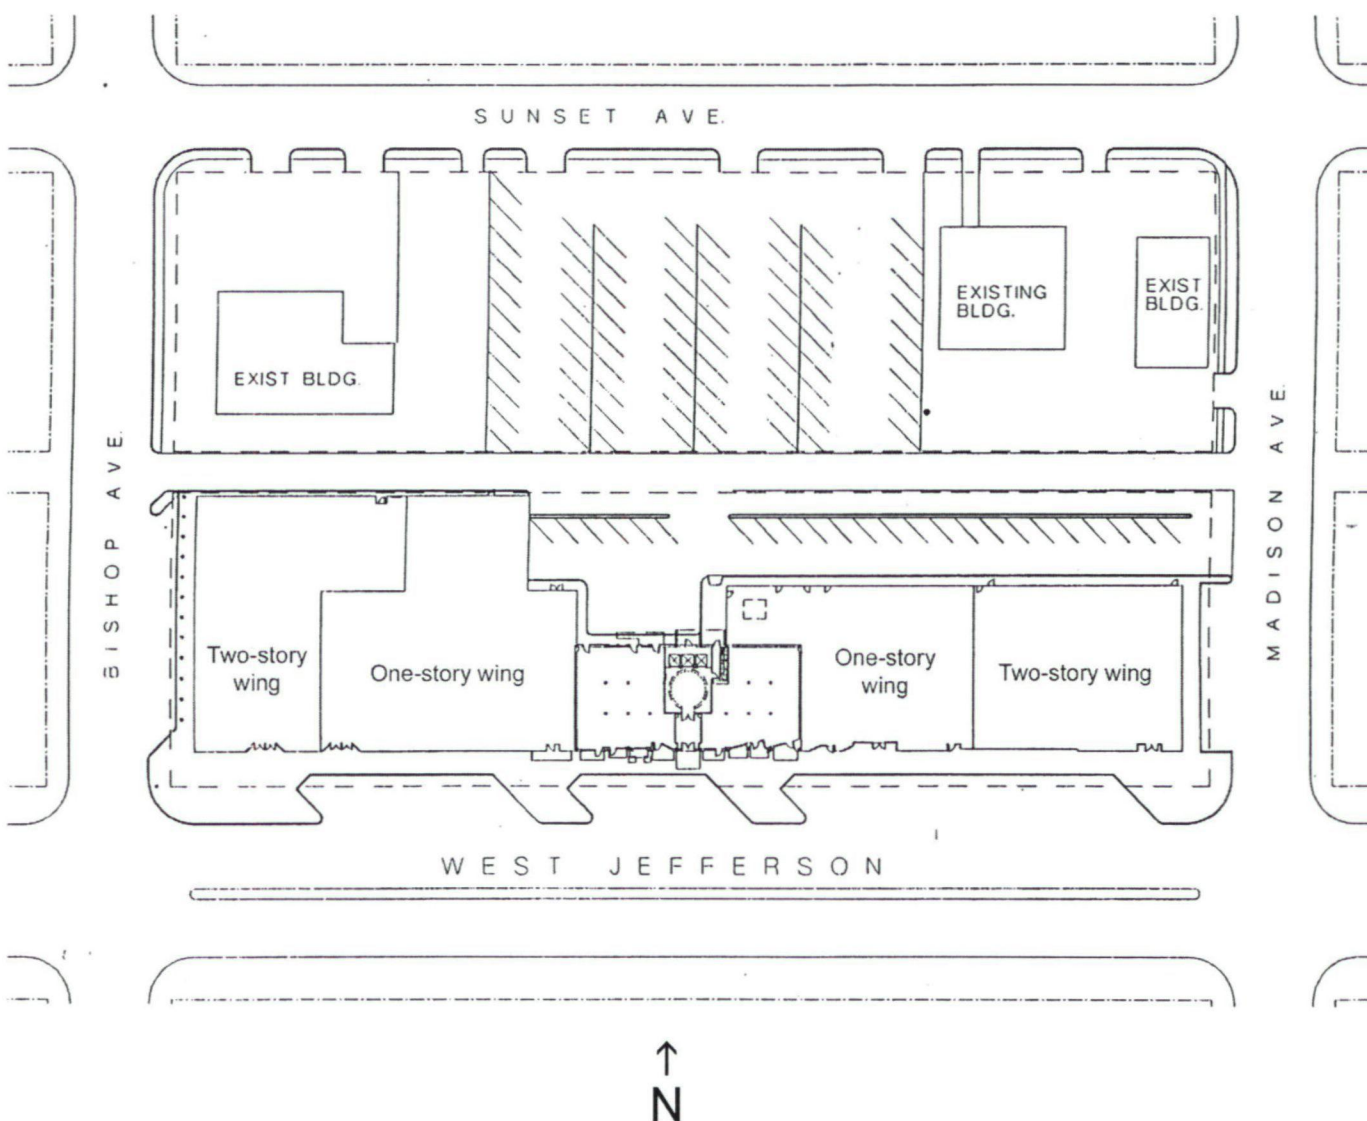 SUNSET AVE.
EXISTING
BLDG.
EXIST
BLDG.
EXIST BLDG.
BISHOP AVE.
MADISON AVE.
Two-story
wing
One-story wing
One-story
wing
Two-story wing
WEST JEFFERSON
N